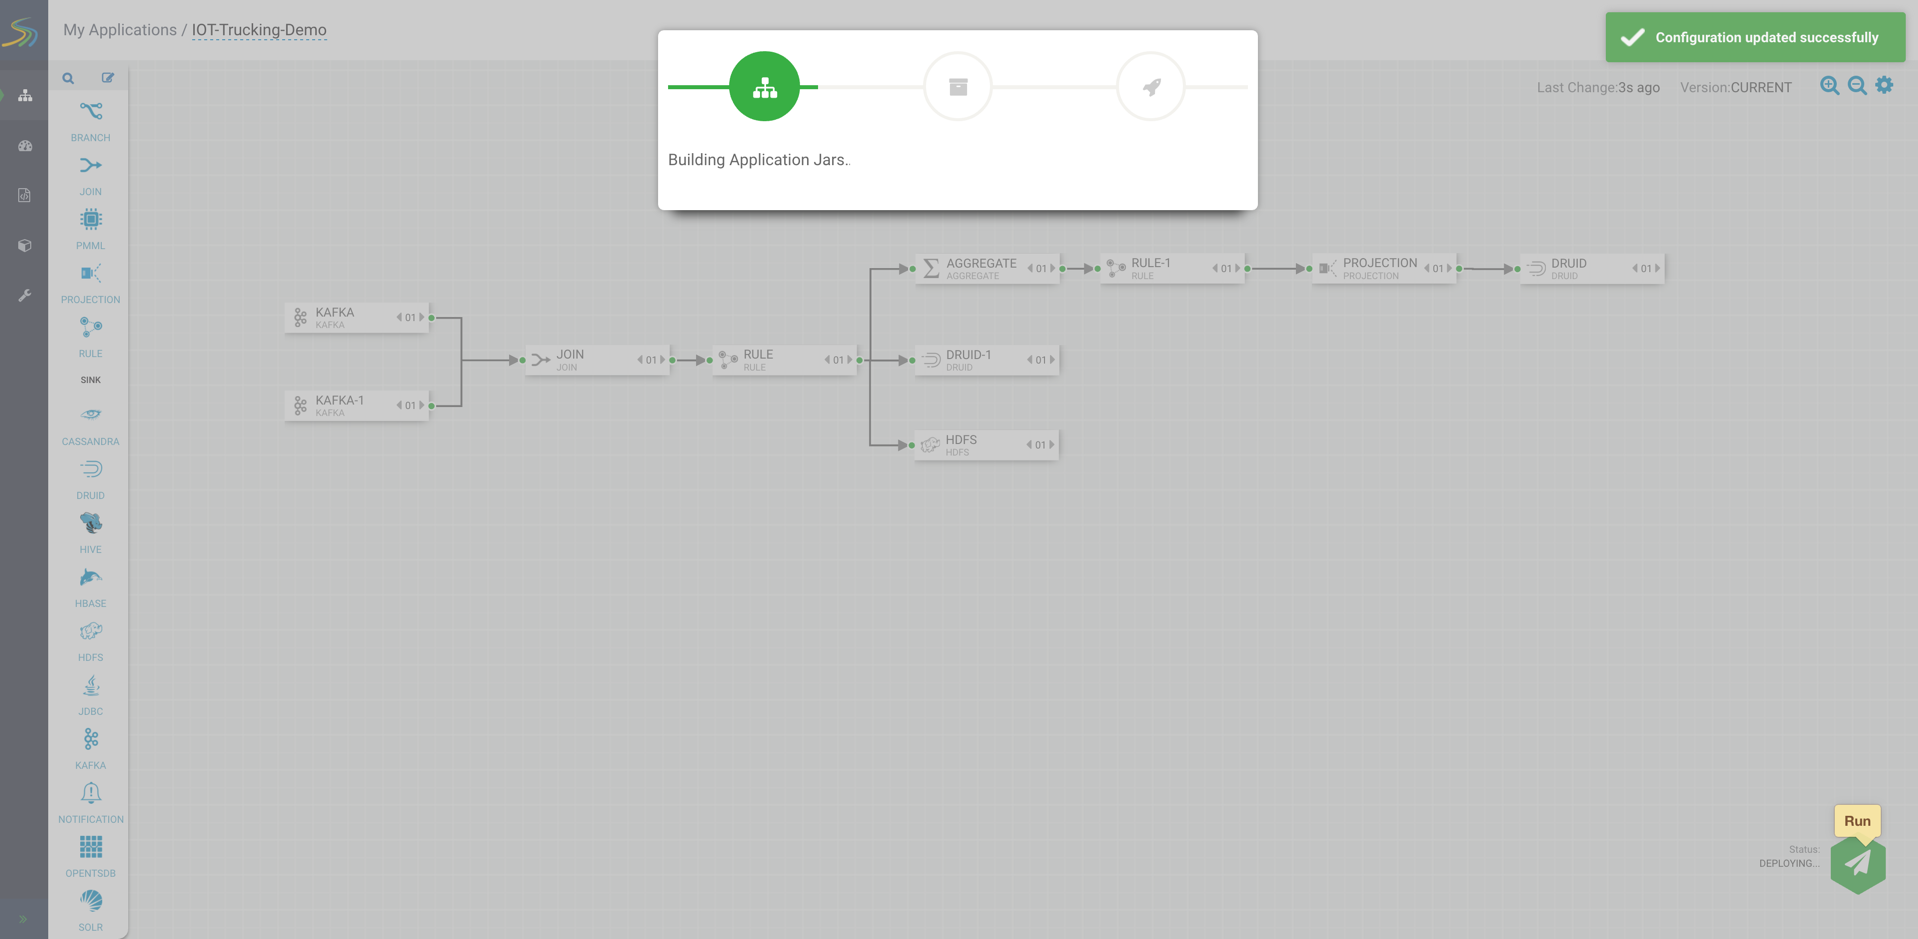 My Applications / IOT-Trucking-Demo
Configuration updated successfully
Building Application Jars..
Last Change:3s ago
Version:CURRENT
BRANCH
JOIN
PMML
PROJECTION
RULE
SINK
CASSANDRA
DRUID
HIVE
HBASE
HDFS
JDBC
KAFKA
NOTIFICATION
OPENTSDB
SOLR
KAFKA
KAFKA
01
KAFKA-1
KAFKA
01
JOIN
JOIN
01
RULE
RULE
01
AGGREGATE
AGGREGATE
01
RULE-1
RULE
01
PROJECTION
PROJECTION
01
DRUID
DRUID
01
DRUID-1
DRUID
01
HDFS
HDFS
01
Run
Status:
DEPLOYING...